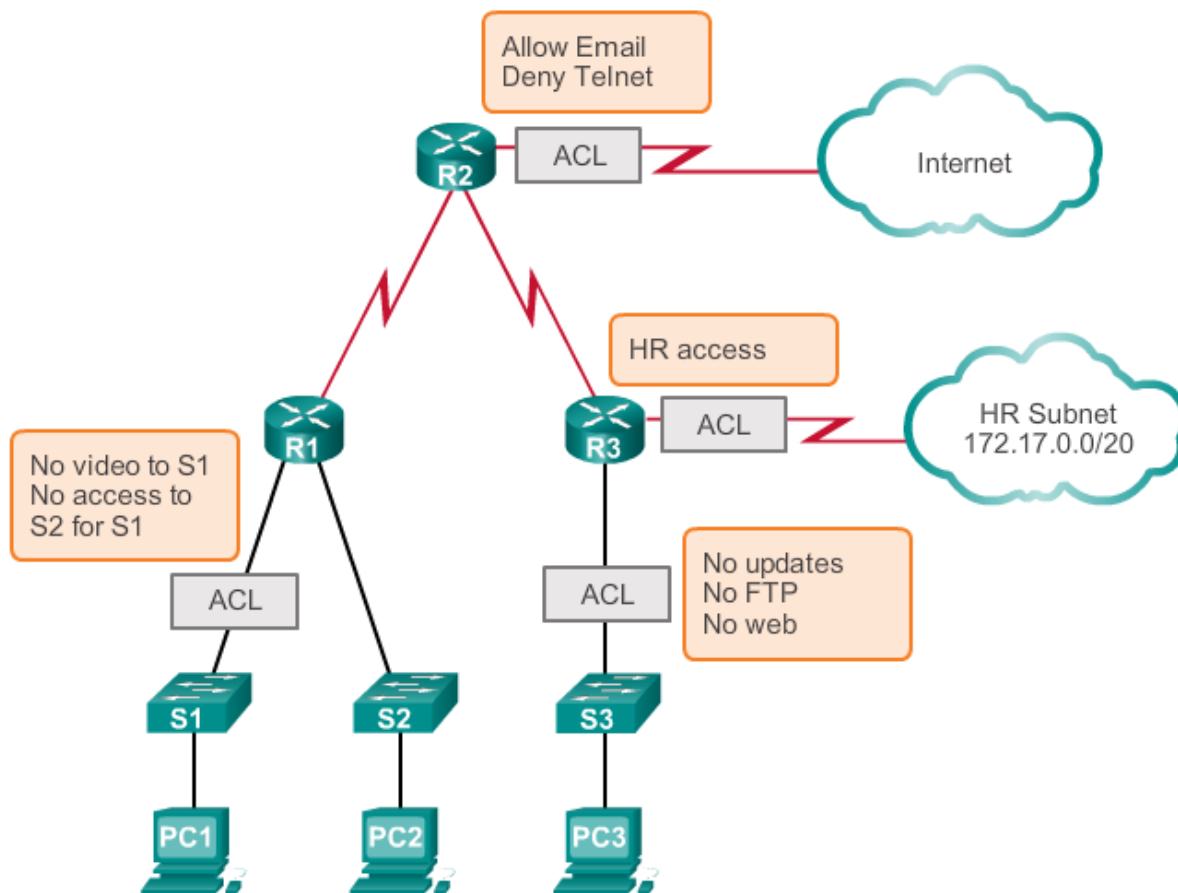 Allow Email
Deny Telnet
ACL
R2
Internet
HR access
ACL
R1
R3
HR Subnet
172.17.0.0/20
No video to S1
No access to
S2 for S1
ACL
ACL
No updates
No FTP
No web
S1
S2
S3
PC1
PC2
PC3